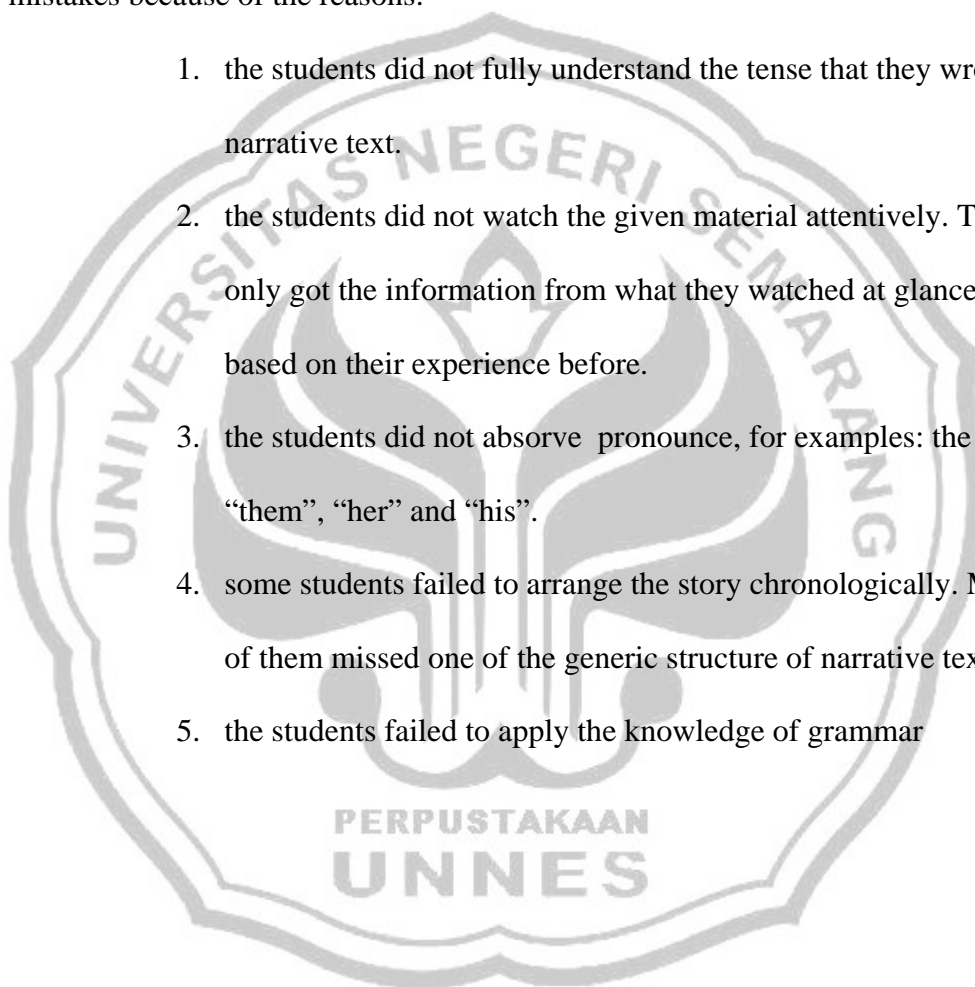 mistakes because of the reasons:
1. the students did not fully understand the tense that they
narrative text.
2. the students did not watch the given material attentively.
only got the information from what they watched at glance
based on their experience before.
3. the students did not absorve pronounce, for examples: the
“them”, “her” and “his”.
4. some students failed to arrange the story chronologically.
of them missed one of the generic structure of narrative
5. the students failed to apply the knowledge of grammar
UNIVERSITAS NEGERI SEMARANG
PERPUSTAKAAN
UNNES